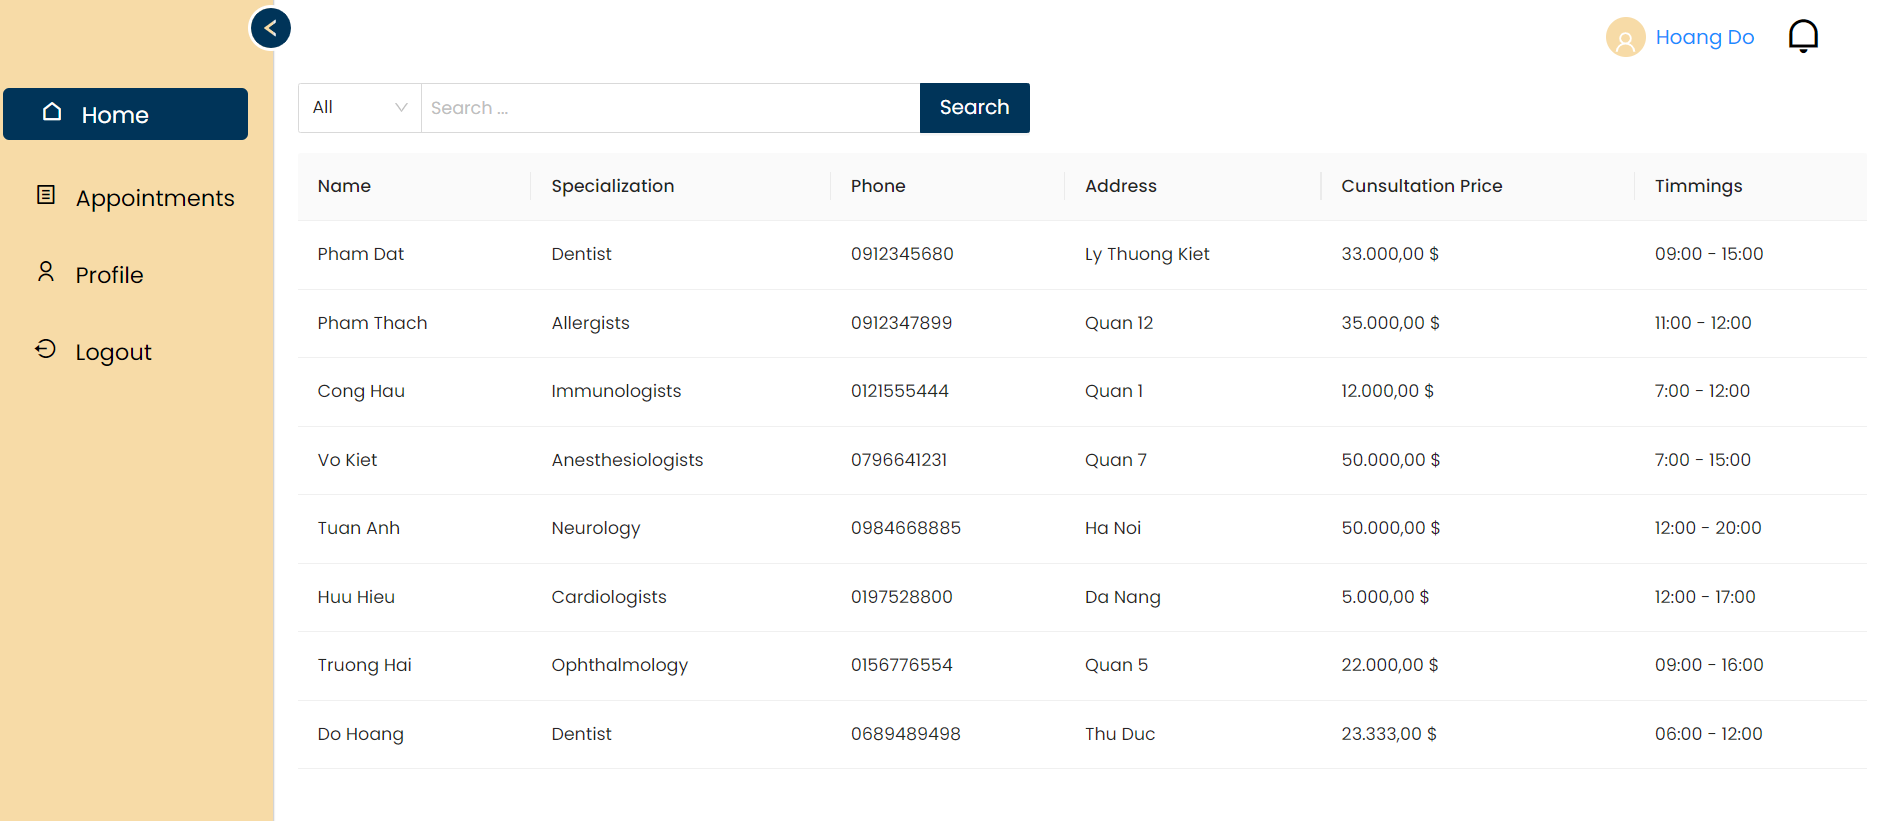 Hoang Do
Home
Appointments
Profile
Logout
All Search ... Search
Name Specialization Phone Address Cunsultation Price Timmings
Pham Dat Dentist 0912345680 Ly Thuong Kiet 33.000,00 $ 09:00 - 15:00
Pham Thach Allergists 0912347899 Quan 12 35.000,00 $ 11:00 - 12:00
Cong Hau Immunologists 0121555444 Quan 1 12.000,00 $ 7:00 - 12:00
Vo Kiet Anesthesiologists 0796641231 Quan 7 50.000,00 $ 7:00 - 15:00
Tuan Anh Neurology 0984668885 Ha Noi 50.000,00 $ 12:00 - 20:00
Huu Hieu Cardiologists 0197528800 Da Nang 5.000,00 $ 12:00 - 17:00
Truong Hai Ophthalmology 0156776554 Quan 5 22.000,00 $ 09:00 - 16:00
Do Hoang Dentist 0689489498 Thu Duc 23.333,00 $ 06:00 - 12:00